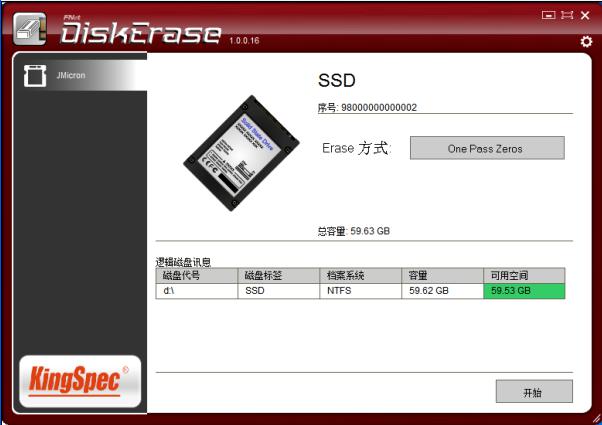 FNet
DiskErase 1.0.0.16
JMicron
SSD
序号: 98000000000002
Solid State Drive
Erase 方式:
One Pass Zeros
总容量: 59.63 GB
逻辑磁盘讯息
磁盘代号 磁盘标签 档案系统 容量 可用空间
d:\ SSD NTFS 59.62 GB 59.53 GB
KingSpec®
开始